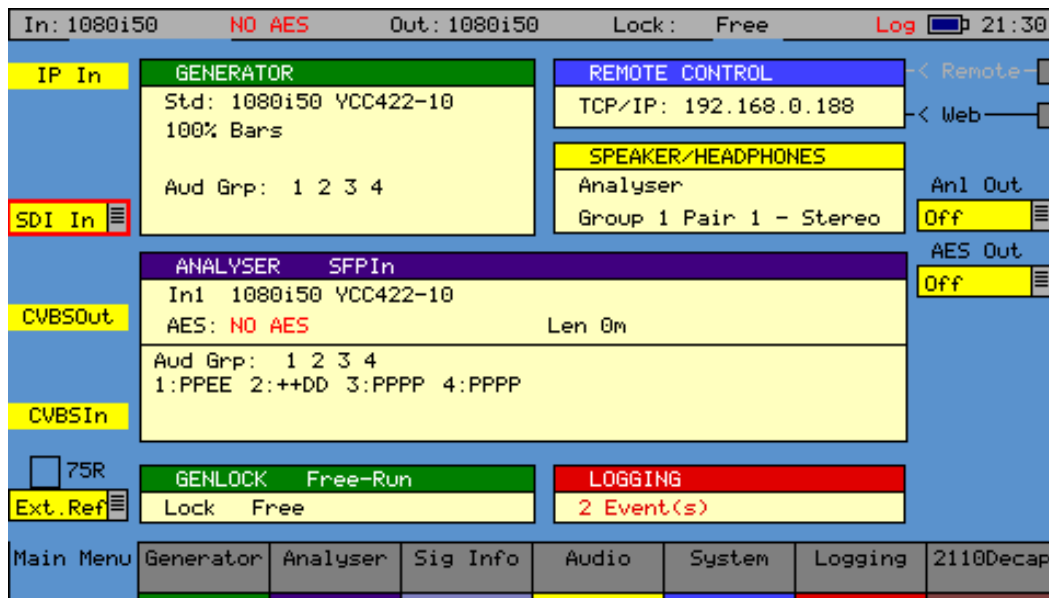 In: 1080i50 NO AES Out: 1080i50 Lock: Free Log 21:30
IP In
GENERATOR
Std: 1080i50 YCC422-10
100% Bars
Aud Grp: 1 2 3 4
REMOTE CONTROL
TCP/IP: 192.168.0.188
< Remote
< Web
SPEAKER/HEADPHONES
Analyser
Group 1 Pair 1 - Stereo
Anl Out
Off
AES Out
Off
SDI In
ANALYSER SFPIn
In1 1080i50 YCC422-10
AES: NO AES Len 0m
Aud Grp: 1 2 3 4
1:PPEE 2:++DD 3:PPPP 4:PPPP
CVBSOut
CVBSIn
75R
Ext.Ref
GENLOCK Free-Run
Lock Free
LOGGING
2 Event(s)
Main Menu Generator Analyser Sig Info Audio System Logging 2110Decap